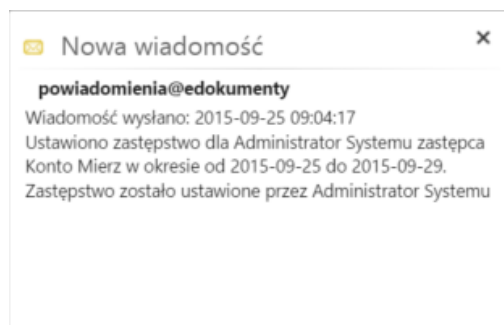 Nowa wiadomość
powiadomienia@edokumenty
Wiadomość wysłano: 2015-09-25 09:04:17
Ustawiono zastępstwo dla Administrator Systemu zastępca
Konto Mierz w okresie od 2015-09-25 do 2015-09-29.
Zastępstwo zostało ustawione przez Administrator Systemu